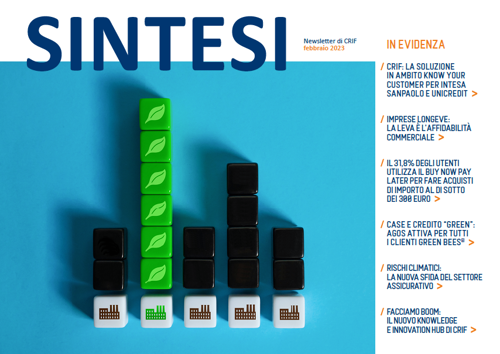 SINTESI
Newsletter di CRIF
febbraio 2023
IN EVIDENZA
/ CRIF: LA SOLUZIONE
IN AMBITO KNOW YOUR
CUSTOMER PER INTESA
SANPAOLO E UNICREDIT >
/ IMPRESE LONGEVE:
LA LEVA È L'AFFIDABILITÀ
COMMERCIALE >
/ IL 31,8% DEGLI UTENTI
UTILIZZA IL BUY NOW PAY
LATER PER FARE ACQUISTI
DI IMPORTO AL DI SOTTO
DEI 300 EURO >
/ CASE E CREDITO "GREEN":
AGOS ATTIVA PER TUTTI
I CLIENTI GREEN BEES® >
/ RISCHI CLIMATICI:
LA NUOVA SFIDA DEL SETTORE
ASSICURATIVO >
/ FACCIAMO BOOM:
IL NUOVO KNOWLEDGE
E INNOVATION HUB DI CRIF >